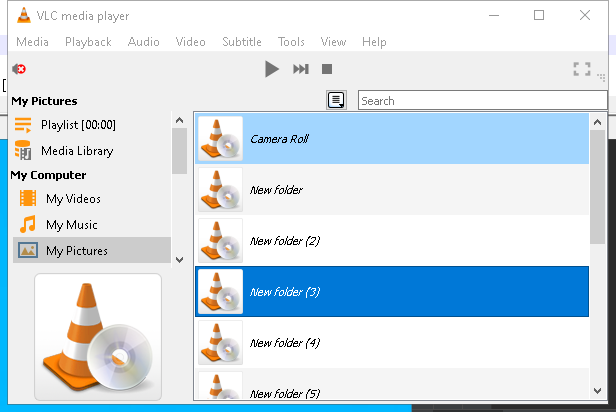 VLC media player
Media Playback Audio Video Subtitle Tools View Help
My Pictures
Search
Playlist [00:00]
Media Library
My Computer
My Videos
My Music
My Pictures
Camera Roll
New folder
New folder (2)
New folder (3)
New folder (4)
New folder (5)